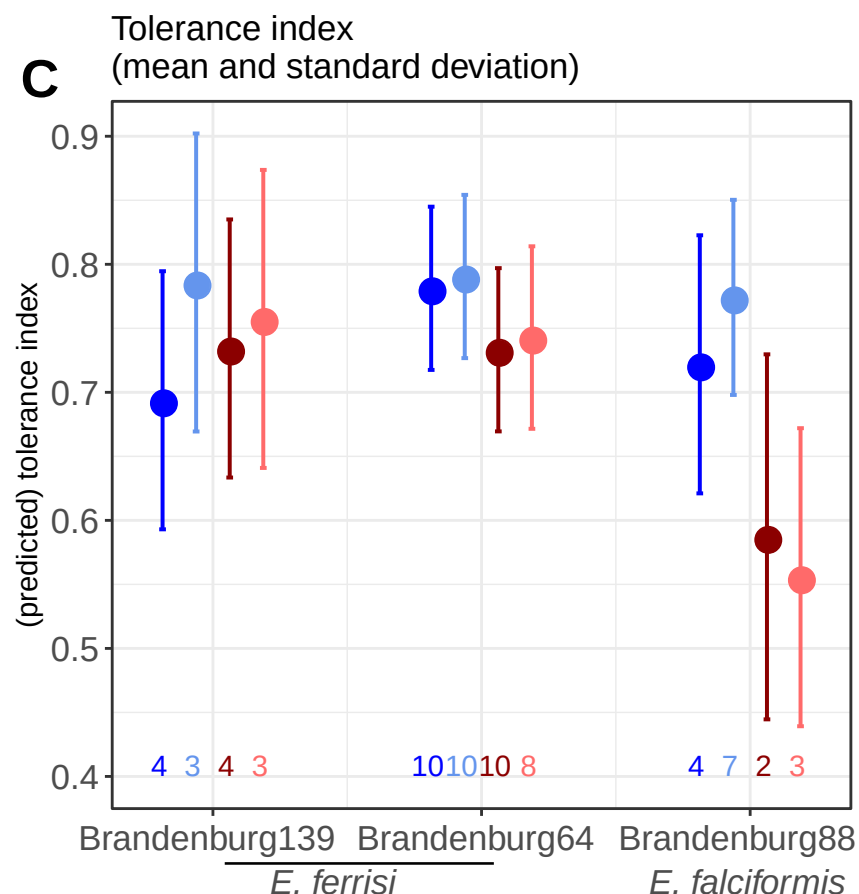 Tolerance index
(mean and standard deviation)
C
(predicted) tolerance index
0.9
0.8
0.7
0.6
0.5
0.4
4 3 4 3 10 10 10 8 4 7 2 3
Brandenburg139 Brandenburg64 Brandenburg88
E. ferrisi E. falciformis